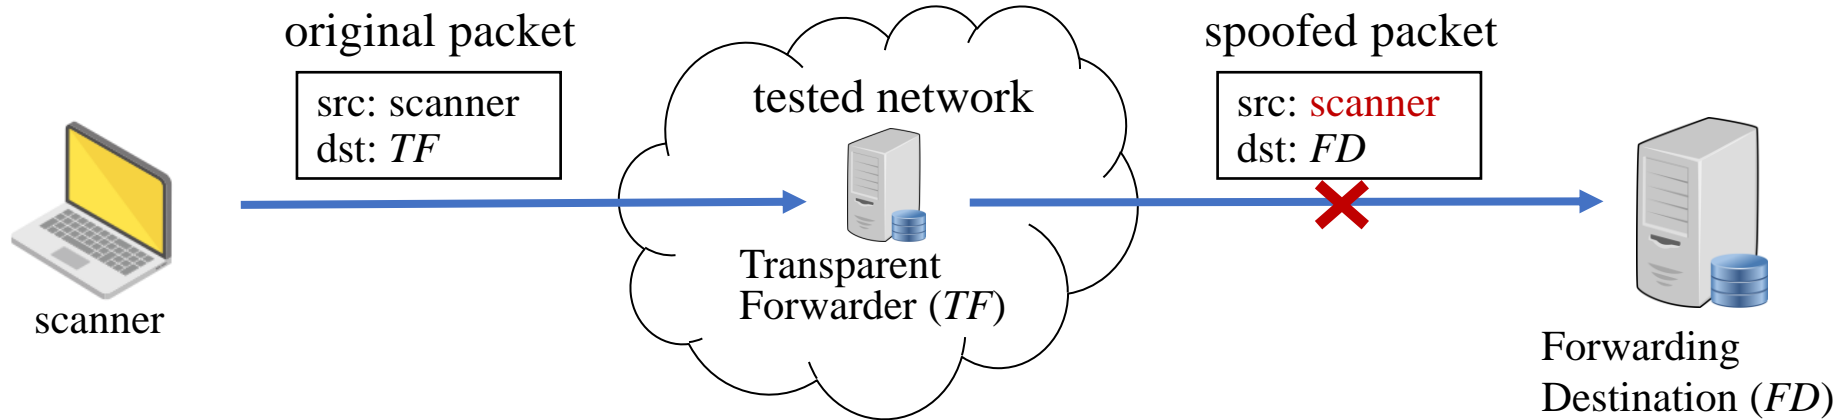 original packet
src: scanner
dst: TF
scanner
tested network
Transparent
Forwarder (TF)
spoofed packet
src: scanner
dst: FD
Forwarding
Destination (FD)